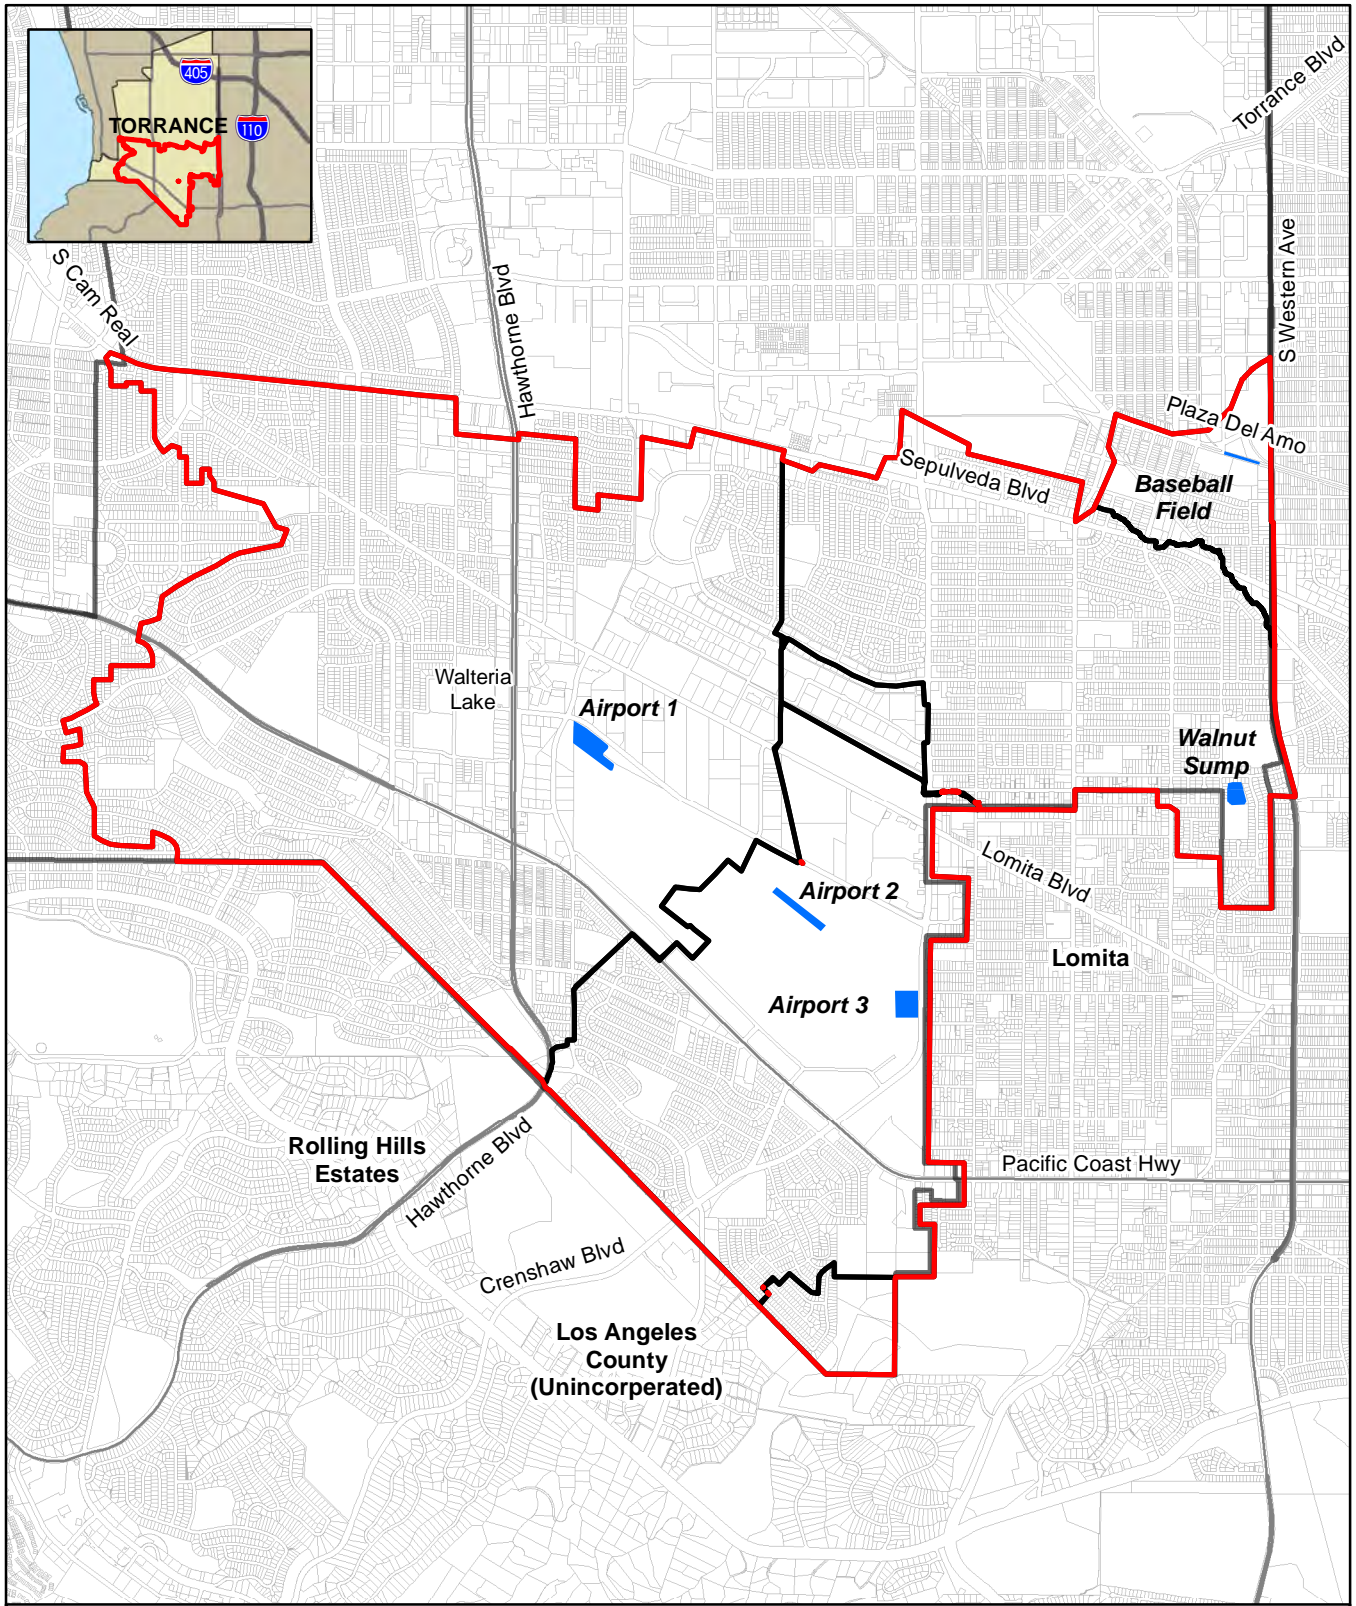 405
TORRANCE
110
Torrance Blvd
S Cam Real
Hawthorne Blvd
S Western Ave
Plaza Del Amo
Sepulveda Blvd
Baseball
Field
Walteria
Lake
Airport 1
Walnut
Sump
Lomita Blvd
Airport 2
Lomita
Airport 3
Rolling Hills
Estates
Hawthorne Blvd
Pacific Coast Hwy
Crenshaw Blvd
Los Angeles
County
(Unincorperated)